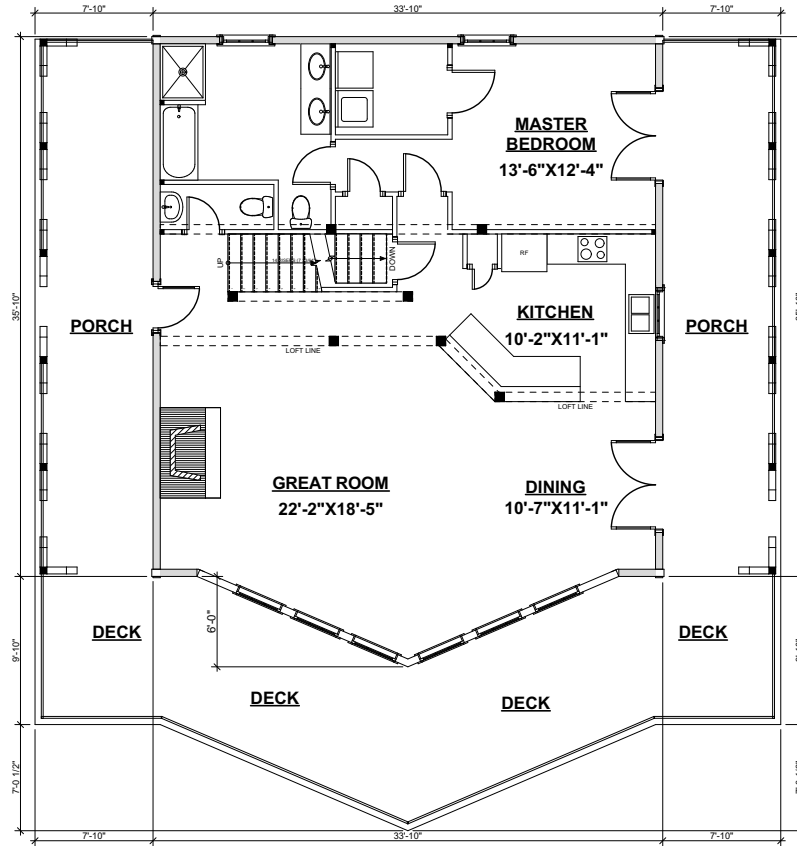 7'-10"
33'-10"
7'-10"
MASTER
BEDROOM
13'-6"X12'-4"
UP
DOWN
RF
35'-10"
PORCH
KITCHEN
10'-2"X11'-1"
PORCH
LOFT LINE
LOFT LINE
GREAT ROOM
22'-2"X18'-5"
DINING
10'-7"X11'-1"
6'-0"
9'-10"
DECK
DECK
DECK
DECK
7'-0 1/2"
7'-10"
33'-10"
7'-10"